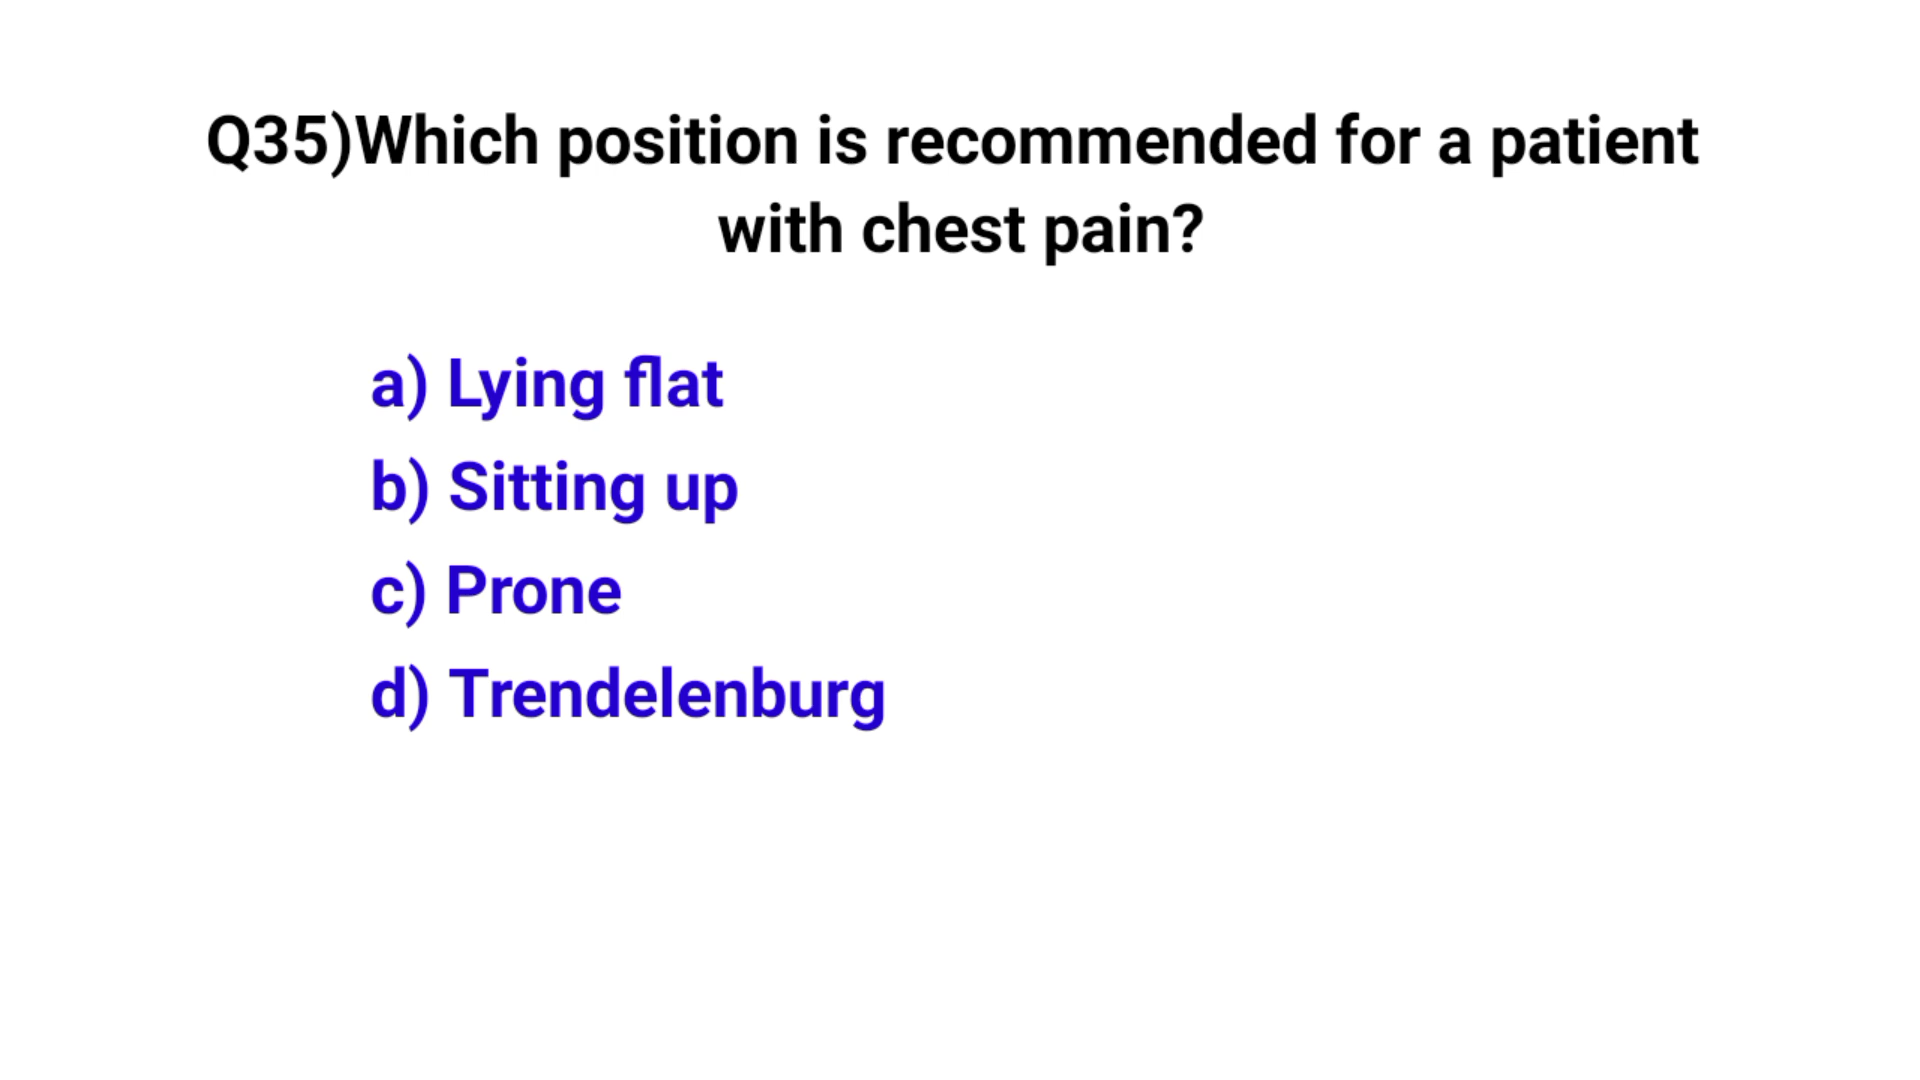 Q35)Which position is recommended for a patient
with chest pain?
a) Lying flat
b) Sitting up
c) Prone
d) Trendelenburg